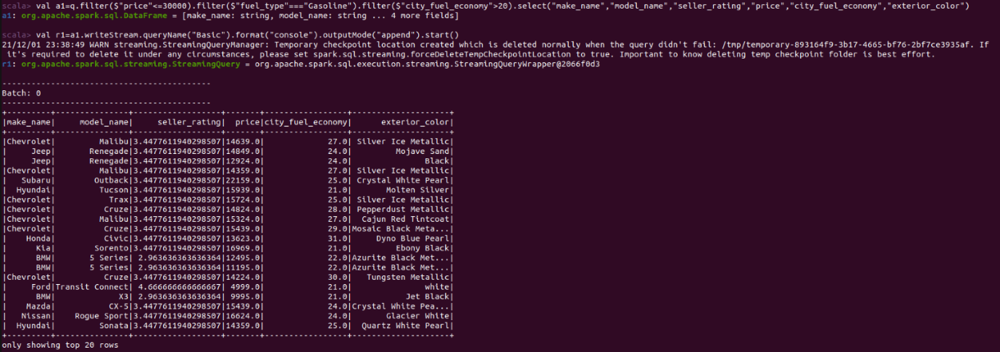 scala> val a1=q.filter($"price"<=30000).filter($"fuel_type"==="Gasoline").filter($"city_fuel_economy">20).select("make_name","model_name","seller_rating","price","city_fuel_economy","exterior_color")
a1: org.apache.spark.sql.DataFrame = [make_name: string, model_name: string ... 4 more fields]

scala> val r1=a1.writeStream.queryName("Basic").format("console").outputMode("append").start()
21/12/01 23:38:49 WARN streaming.StreamingQueryManager: Temporary checkpoint location created which is deleted normally when the query didn't fail: /tmp/temporary-893164f9-3b17-4665-bf76-2bf7ce3935af. If
 it's required to delete it under any circumstances, please set spark.sql.streaming.forceDeleteTempCheckpointLocation to true. Important to know deleting temp checkpoint folder is best effort.
r1: org.apache.spark.sql.streaming.StreamingQuery = org.apache.spark.sql.execution.streaming.StreamingQueryWrapper@2066f0d3

-------------------------------------------
Batch: 0
-------------------------------------------
+---------+---------------+------------------+-------+-----------------+--------------------+
|make_name|     model_name|     seller_rating|  price|city_fuel_economy|      exterior_color|
+---------+---------------+------------------+-------+-----------------+--------------------+
|Chevrolet|         Malibu|3.4477611940298507|14639.0|             27.0| Silver Ice Metallic|
|     Jeep|       Renegade|3.4477611940298507|14849.0|             24.0|         Mojave Sand|
|     Jeep|       Renegade|3.4477611940298507|12924.0|             24.0|               Black|
|Chevrolet|         Malibu|3.4477611940298507|14359.0|             27.0| Silver Ice Metallic|
|   Subaru|        Outback|3.4477611940298507|22159.0|             25.0| Crystal White Pearl|
|  Hyundai|         Tucson|3.4477611940298507|15939.0|             21.0|       Molten Silver|
|Chevrolet|           Trax|3.4477611940298507|15724.0|             25.0| Silver Ice Metallic|
|Chevrolet|          Cruze|3.4477611940298507|14824.0|             28.0| Pepperdust Metallic|
|Chevrolet|         Malibu|3.4477611940298507|15324.0|             27.0|  Cajun Red Tintcoat|
|Chevrolet|          Cruze|3.4477611940298507|15439.0|             29.0|Mosaic Black Meta...|
|    Honda|          Civic|3.4477611940298507|13623.0|             31.0|     Dyno Blue Pearl|
|      Kia|        Sorento|3.4477611940298507|16969.0|             21.0|         Ebony Black|
|      BMW|       5 Series| 2.963636363636364|12495.0|             22.0|Azurite Black Met...|
|      BMW|       5 Series| 2.963636363636364|11195.0|             22.0|Azurite Black Met...|
|Chevrolet|          Cruze|3.4477611940298507|14224.0|             30.0|   Tungsten Metallic|
|     Ford|Transit Connect| 4.666666666666667| 4999.0|             21.0|               white|
|      BMW|             X3| 2.963636363636364| 9995.0|             21.0|           Jet Black|
|    Mazda|           CX-5|3.4477611940298507|15439.0|             24.0|Crystal White Pea...|
|   Nissan|    Rogue Sport|3.4477611940298507|16624.0|             24.0|       Glacier White|
|  Hyundai|         Sonata|3.4477611940298507|14359.0|             25.0|  Quartz White Pearl|
+---------+---------------+------------------+-------+-----------------+--------------------+
only showing top 20 rows